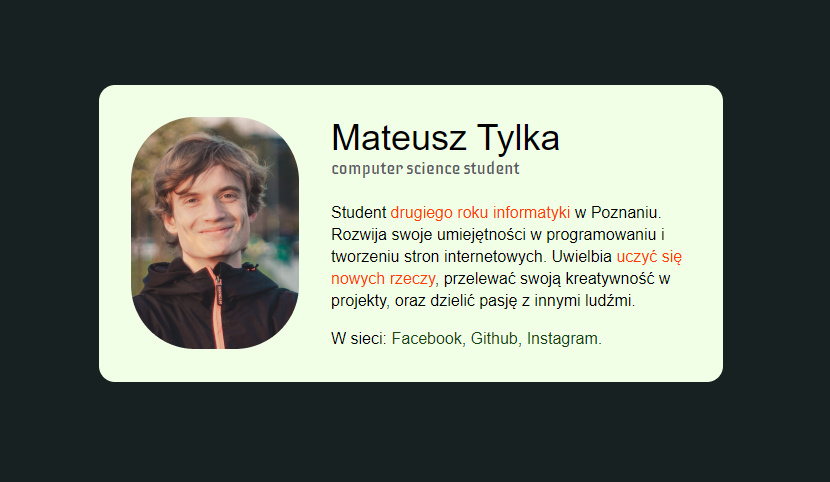 Mateusz Tylka
computer science student
Student drugiego roku informatyki w Poznaniu.
Rozwija swoje umiejętności w programowaniu i
tworzeniu stron internetowych. Uwielbia uczyć się
nowych rzeczy, przelewać swoją kreatywność w
projekty, oraz dzielić pasję z innymi ludźmi.
W sieci: Facebook, Github, Instagram.